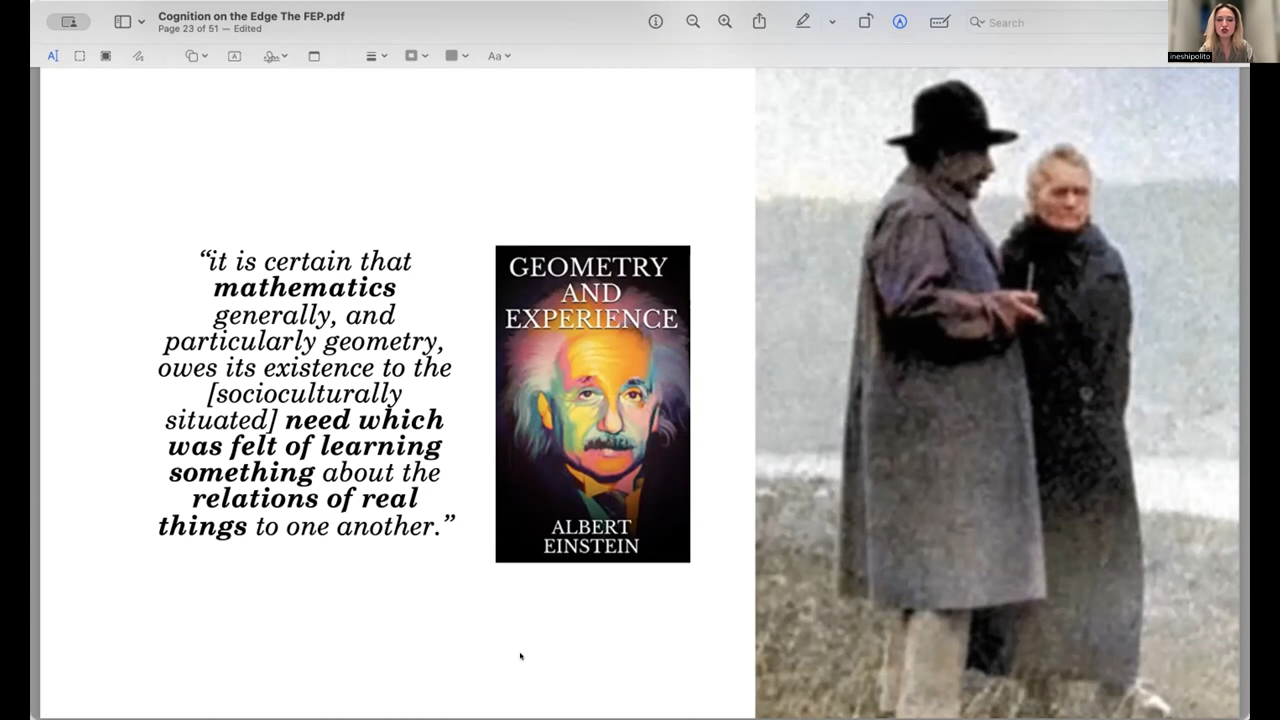 Cognition on the Edge The FEP.pdf
Page 23 of 51 — Edited
Search
Aa
ineshipolito
“it is certain that
mathematics
generally, and
particularly geometry,
owes its existence to the
[socioculturally
situated] need which
was felt of learning
something about the
relations of real
things to one another.”
GEOMETRY
AND
EXPERIENCE
ALBERT
EINSTEIN